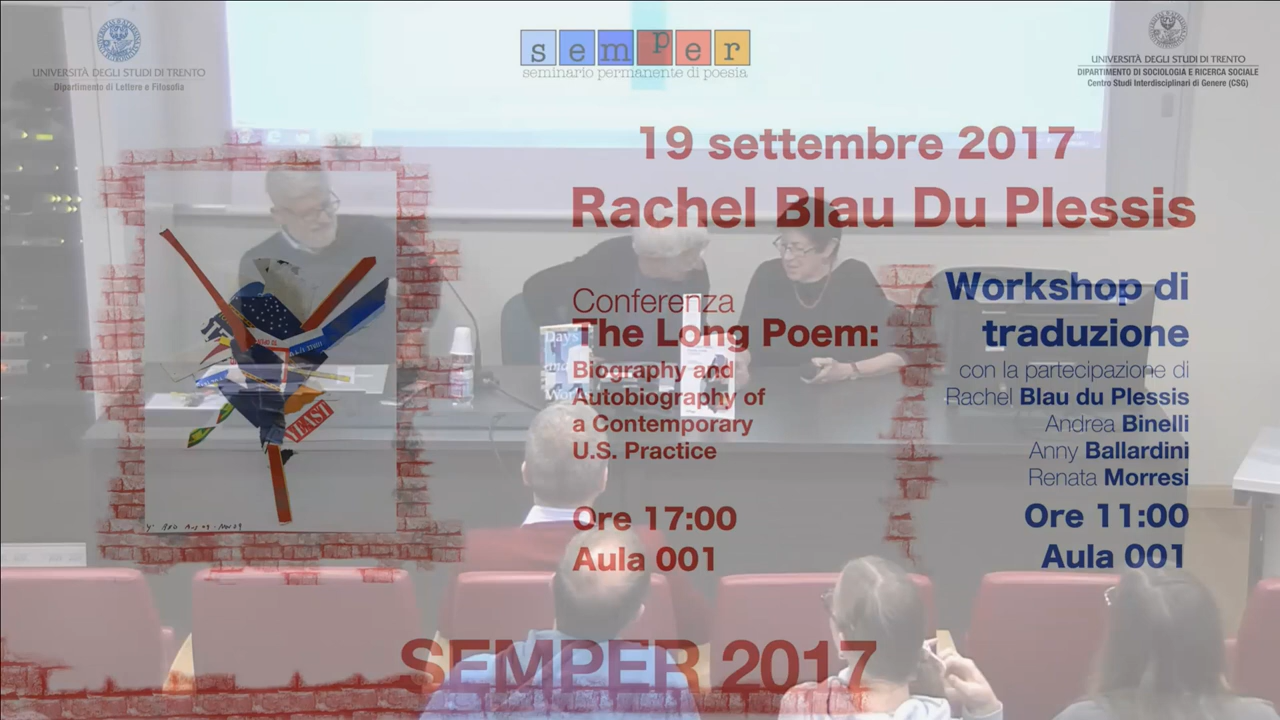 UNIVERSITÀ DEGLI STUDI DI TRENTO
Dipartimento di Lettere e Filosofia
semper
seminario permanente di poesia
UNIVERSITÀ DEGLI STUDI DI TRENTO
DIPARTIMENTO DI SOCIOLOGIA E RICERCA SOCIALE
Centro Studi Interdisciplinari di Genere (CSG)
19 settembre 2017
Rachel Blau Du Plessis
Conferenza
The Long Poem:
Biography and
Autobiography of
a Contemporary
U.S. Practice
Ore 17:00
Aula 001
Workshop di
traduzione
con la partecipazione di
Rachel Blau du Plessis
Andrea Binelli
Anny Ballardini
Renata Morresi
Ore 11:00
Aula 001
Days
SEMPER 2017